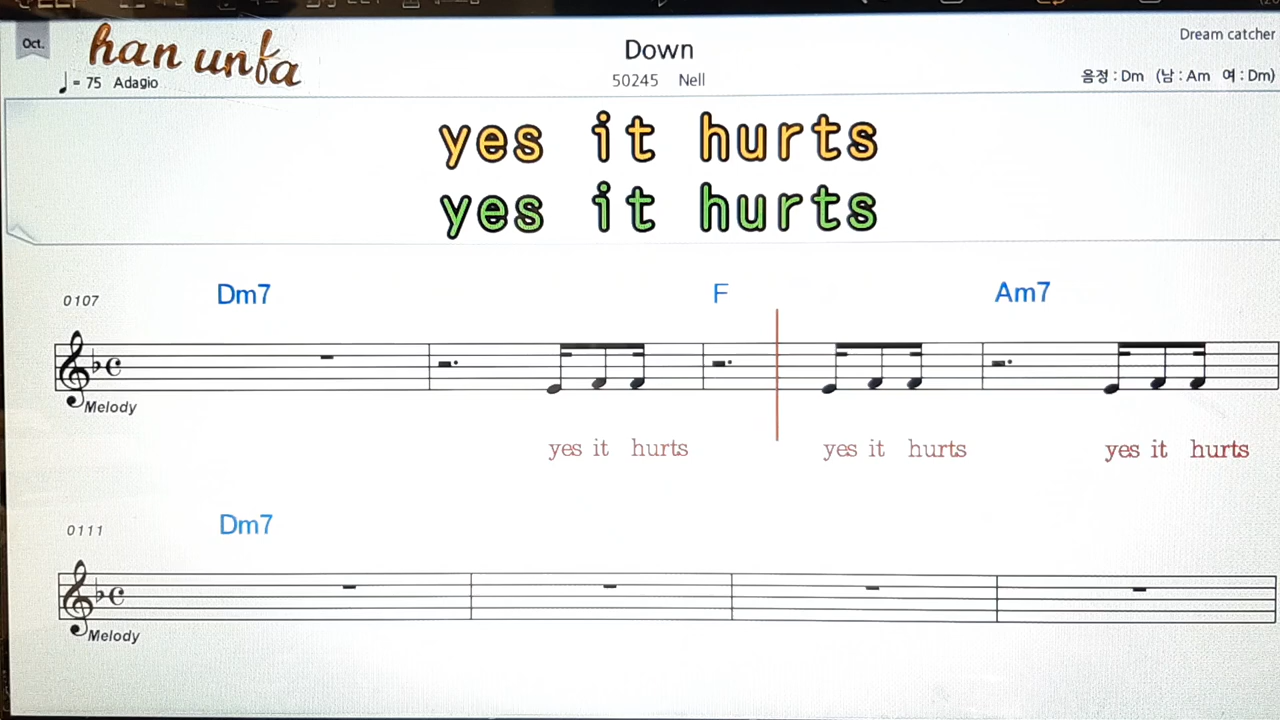 Oct.
han unfa
Down
Dream catcher
= 75 Adagio
50245 Nell
음정 : Dm (남 : Am 여 : Dm)
yes it hurts
yes it hurts
0107
Dm7 F Am7
Melody
yes it hurts yes it hurts yes it hurts
0111
Dm7
Melody